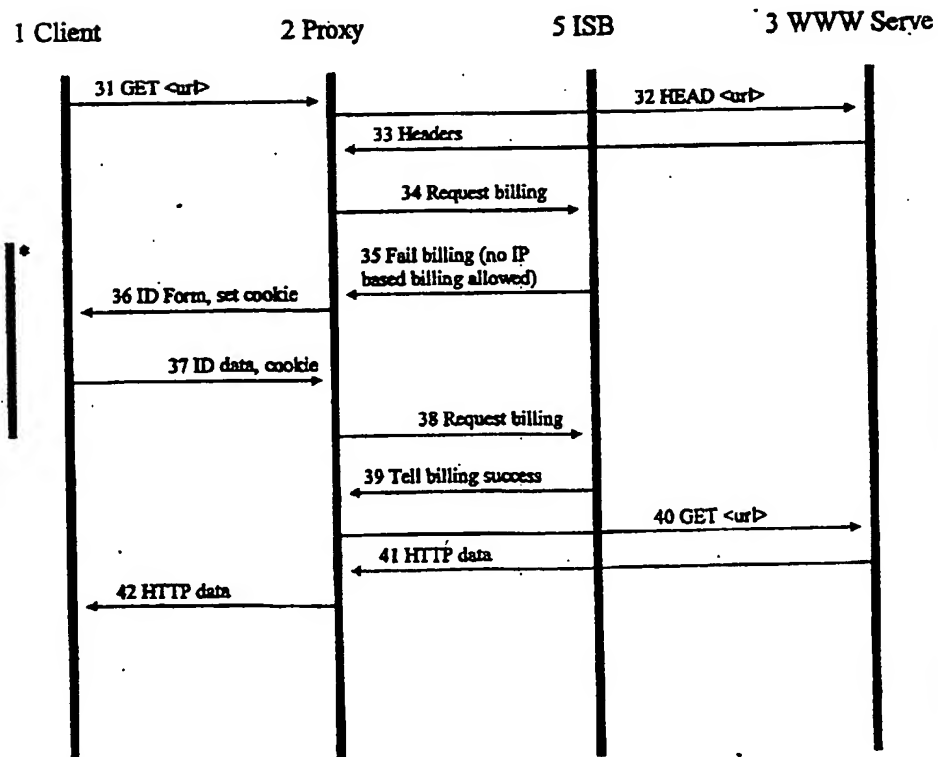 1 Client
2 Proxy
5 ISB
3 WWW Serve
31 GET <url>
32 HEAD <url>
33 Headers
34 Request billing
*
35 Fail billing (no IP
based billing allowed)
36 ID Form, set cookie
37 ID data, cookie
38 Request billing
39 Tell billing success
40 GET <url>
41 HTTP data
42 HTTP data